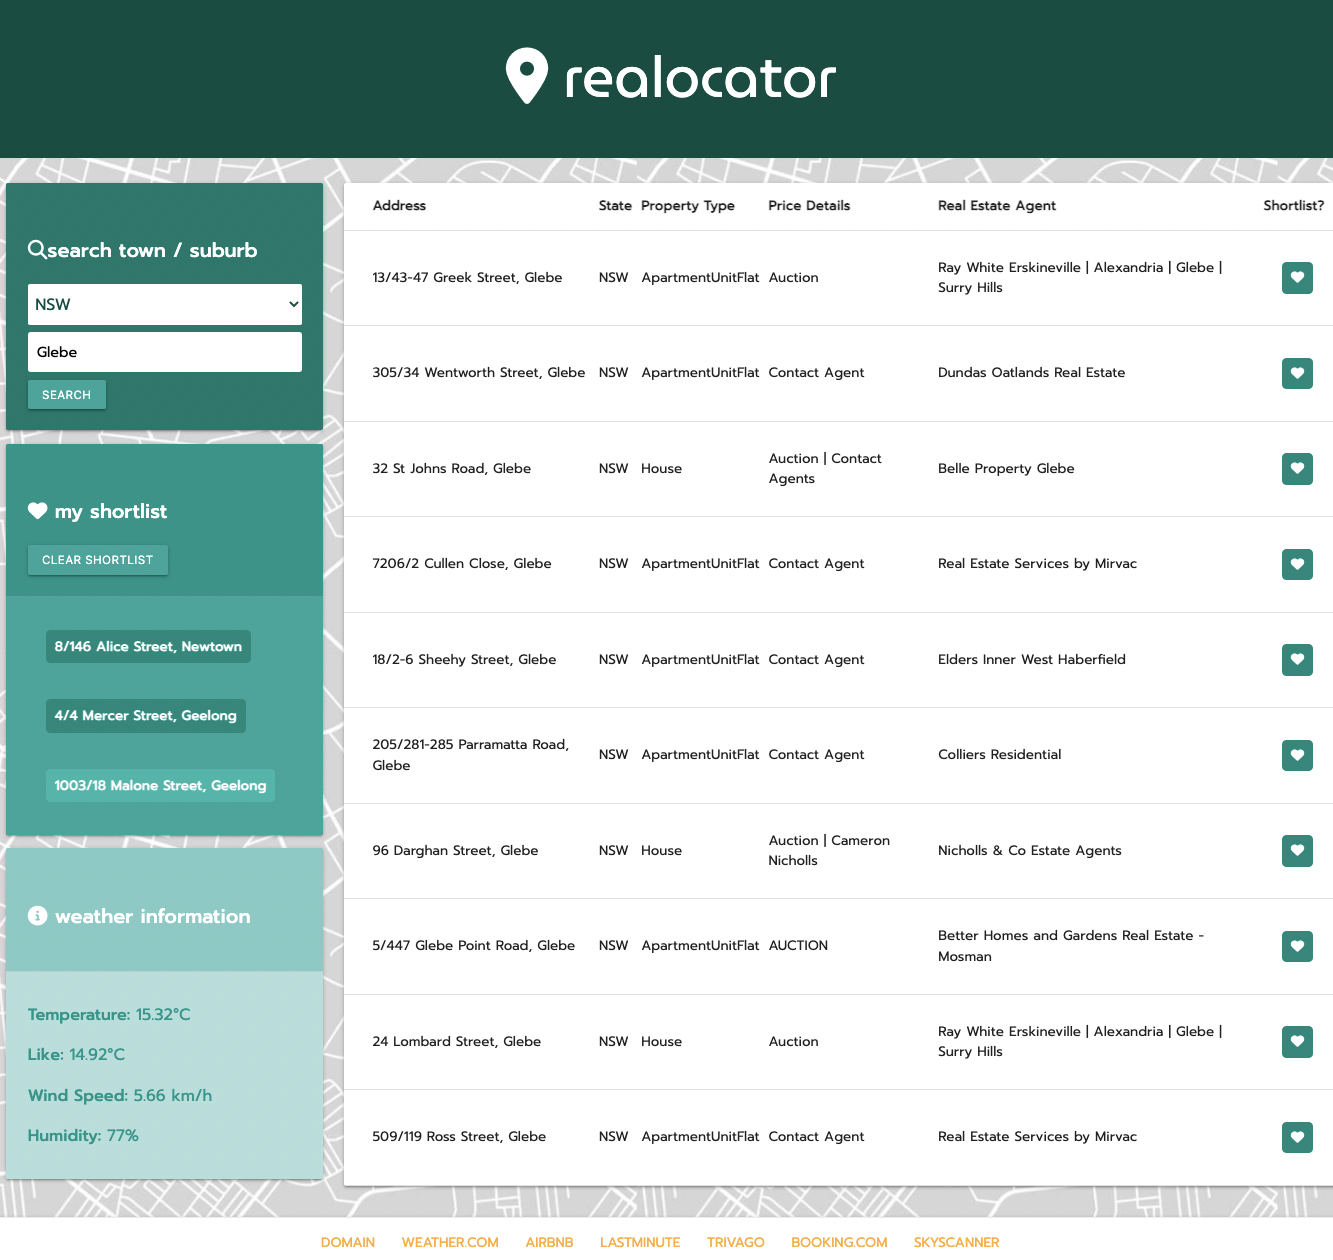 realocator
search town / suburb
NSW
Glebe
SEARCH
my shortlist
CLEAR SHORTLIST
8/146 Alice Street, Newtown
4/4 Mercer Street, Geelong
1003/18 Malone Street, Geelong
weather information
Temperature: 15.32°C
Like: 14.92°C
Wind Speed: 5.66 km/h
Humidity: 77%
Address State Property Type Price Details Real Estate Agent Shortlist?
13/43-47 Greek Street, Glebe NSW ApartmentUnitFlat Auction Ray White Erskineville | Alexandria | Glebe |
Surry Hills
305/34 Wentworth Street, Glebe NSW ApartmentUnitFlat Contact Agent Dundas Oatlands Real Estate
32 St Johns Road, Glebe NSW House Auction | Contact
Agents Belle Property Glebe
7206/2 Cullen Close, Glebe NSW ApartmentUnitFlat Contact Agent Real Estate Services by Mirvac
18/2-6 Sheehy Street, Glebe NSW ApartmentUnitFlat Contact Agent Elders Inner West Haberfield
205/281-285 Parramatta Road,
Glebe NSW ApartmentUnitFlat Contact Agent Colliers Residential
96 Darghan Street, Glebe NSW House Auction | Cameron
Nicholls Nicholls & Co Estate Agents
5/447 Glebe Point Road, Glebe NSW ApartmentUnitFlat AUCTION Better Homes and Gardens Real Estate -
Mosman
24 Lombard Street, Glebe NSW House Auction Ray White Erskineville | Alexandria | Glebe |
Surry Hills
509/119 Ross Street, Glebe NSW ApartmentUnitFlat Contact Agent Real Estate Services by Mirvac
DOMAIN WEATHER.COM AIRBNB LASTMINUTE TRIVAGO BOOKING.COM SKYSCANNER